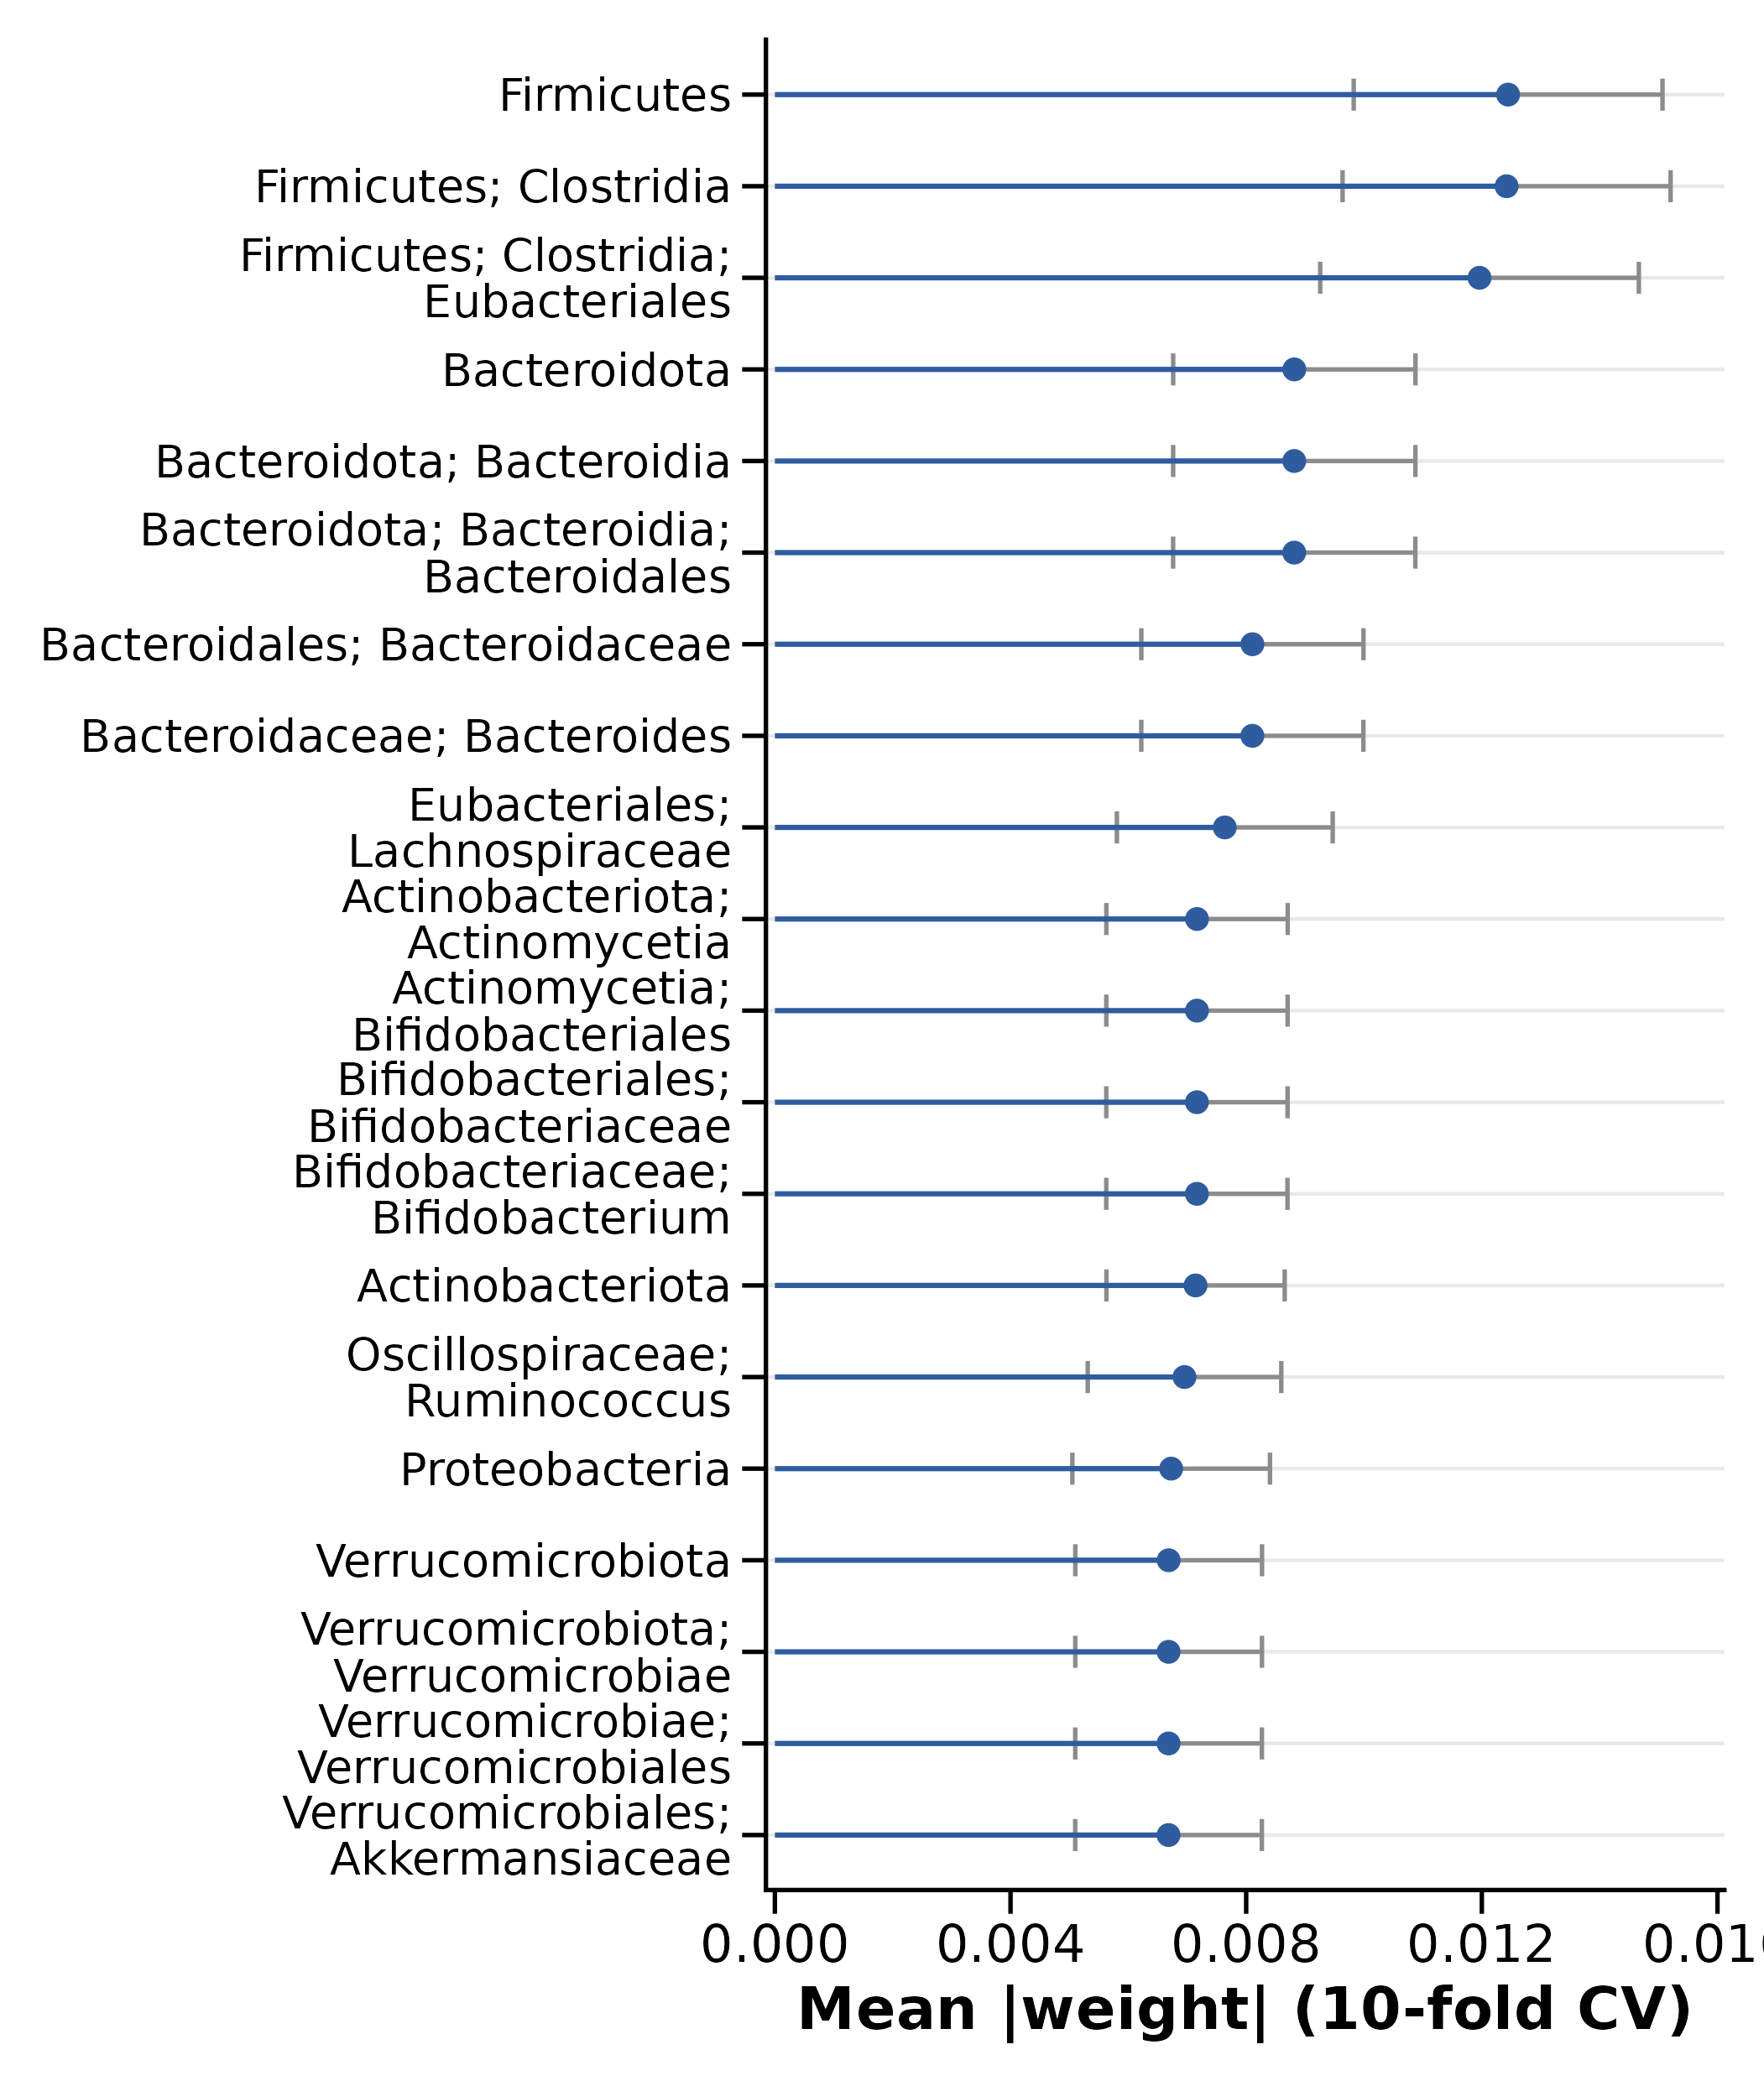 Firmicutes
Firmicutes; Clostridia
Firmicutes; Clostridia;
Eubacteriales
Bacteroidota
Bacteroidota; Bacteroidia
Bacteroidota; Bacteroidia;
Bacteroidales
Bacteroidales; Bacteroidaceae
Bacteroidaceae; Bacteroides
Eubacteriales;
Lachnospiraceae
Actinobacteriota;
Actinomycetia
Actinomycetia;
Bifidobacteriales
Bifidobacteriales;
Bifidobacteriaceae
Bifidobacteriaceae;
Bifidobacterium
Actinobacteriota
Oscillospiraceae;
Ruminococcus
Proteobacteria
Verrucomicrobiota
Verrucomicrobiota;
Verrucomicrobiae
Verrucomicrobiae;
Verrucomicrobiales
Verrucomicrobiales;
Akkermansiaceae
0.000 0.004 0.008 0.012
Mean |weight| (10-fold CV)